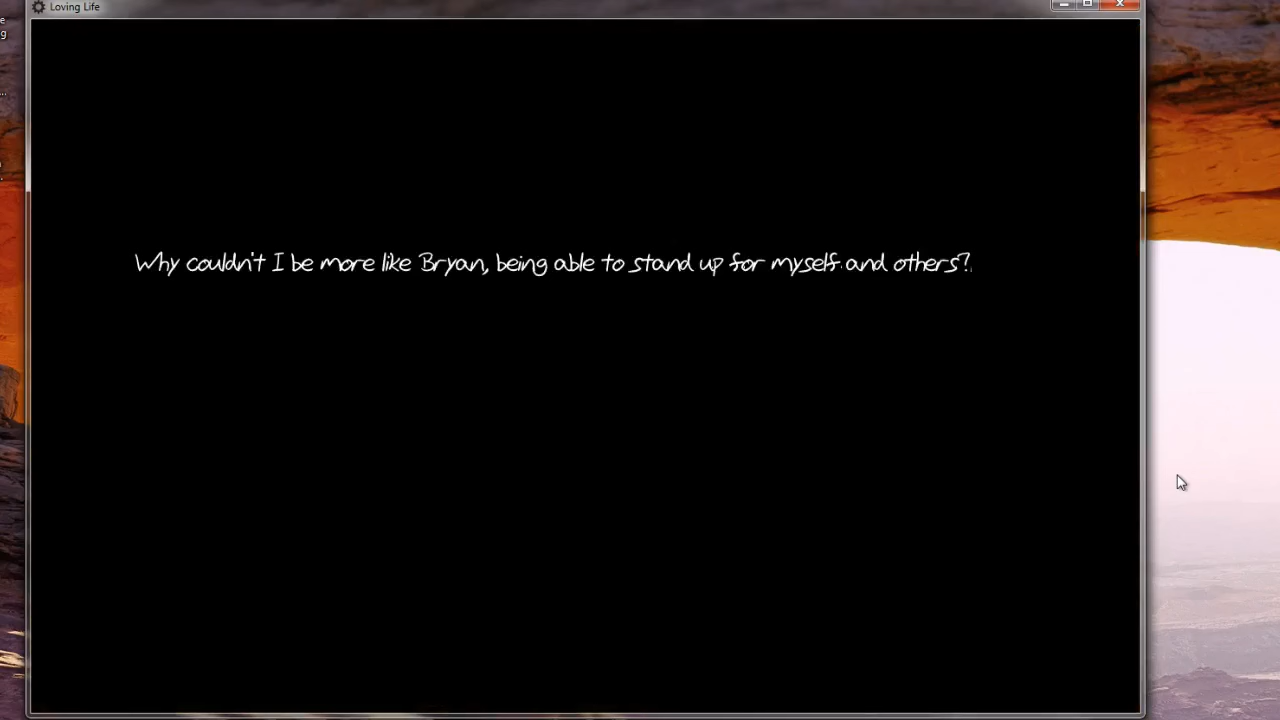 Loving Life
Why couldn't I be more like Bryan, being able to stand up for myself and others?